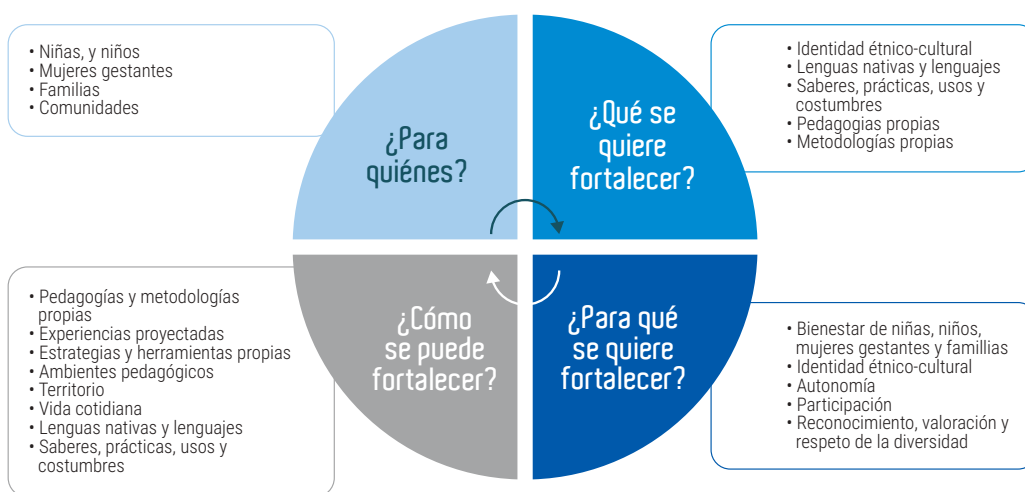 • Niñas, y niños
• Mujeres gestantes
• Familias
• Comunidades
¿Para
quiénes?
¿Qué se
quiere
fortalecer?
• Identidad étnico-cultural
• Lenguas nativas y lenguajes
• Saberes, prácticas, usos y
costumbres
• Pedagogias propias
• Metodologías propias
• Pedagogías y metodologías
propias
• Experiencias proyectadas
• Estrategias y herramientas propias
• Ambientes pedagógicos
• Territorio
• Vida cotidiana
• Lenguas nativas y lenguajes
• Saberes, prácticas, usos y
costumbres
¿Cómo
se puede
fortalecer?
¿Para qué
se quiere
fortalecer?
• Bienestar de niñas, niños,
mujeres gestantes y famillias
• Identidad étnico-cultural
• Autonomía
• Participación
• Reconocimiento, valoración y
respeto de la diversidad